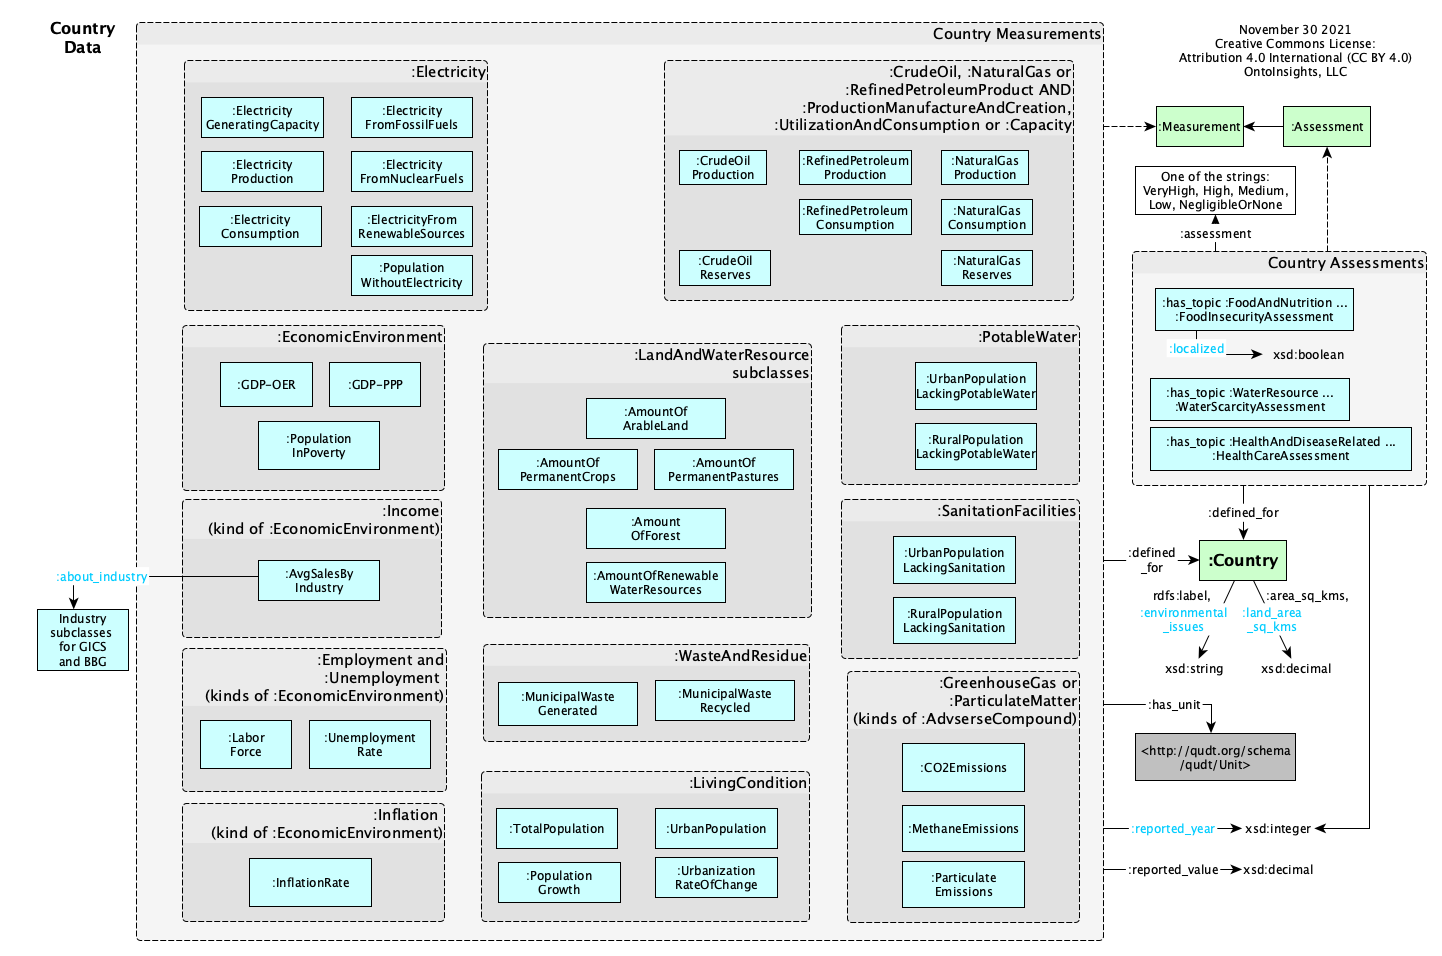 Country
Data
Country Measurements
November 30 2021
Creative Commons License:
Attribution 4.0 International (CC BY 4.0)
OntoInsights, LLC
:Electricity
:Electricity
GeneratingCapacity
:Electricity
FromFossilFuels
:Electricity
Production
:Electricity
FromNuclearFuels
:Electricity
Consumption
:ElectricityFrom
RenewableSources
:Population
WithoutElectricity
:CrudeOil, :NaturalGas or
:RefinedPetroleumProduct AND
:ProductionManufactureAndCreation,
:UtilizationAndConsumption or :Capacity
:CrudeOil
Production
:RefinedPetroleum
Production
:NaturalGas
Production
:RefinedPetroleum
Consumption
:NaturalGas
Consumption
:CrudeOil
Reserves
:NaturalGas
Reserves
:EconomicEnvironment
:GDP-OER
:GDP-PPP
:Population
InPoverty
:LandAndWaterResource
subclasses
:AmountOf
ArableLand
:AmountOf
PermanentCrops
:AmountOf
PermanentPastures
:Amount
OfForest
:AmountOfRenewable
WaterResources
:PotableWater
:UrbanPopulation
LackingPotableWater
:RuralPopulation
LackingPotableWater
:Income
(kind of :EconomicEnvironment)
:AvgSalesBy
Industry
:about_industry
Industry
subclasses
for GICS
and BBG
:SanitationFacilities
:UrbanPopulation
LackingSanitation
:RuralPopulation
LackingSanitation
:Employment and
:Unemployment
(kinds of :EconomicEnvironment)
:Labor
Force
:Unemployment
Rate
:WasteAndResidue
:MunicipalWaste
Generated
:MunicipalWaste
Recycled
:GreenhouseGas or
:ParticulateMatter
(kinds of :AdvserseCompound)
:CO2Emissions
:MethaneEmissions
:Particulate
Emissions
:Inflation
(kind of :EconomicEnvironment)
:InflationRate
:LivingCondition
:TotalPopulation
:UrbanPopulation
:Population
Growth
:Urbanization
RateOfChange
:Measurement
:Assessment
One of the strings:
VeryHigh, High, Medium,
Low, NegligibleOrNone
:assessment
Country Assessments
:has_topic :FoodAndNutrition ...
:FoodInsecurityAssessment
:localized
xsd:boolean
:has_topic :WaterResource ...
:WaterScarcityAssessment
:has_topic :HealthAndDiseaseRelated ...
:HealthCareAssessment
:defined_for
:defined
_for
:Country
rdfs:label,
:environmental
_issues
:area_sq_kms,
:land_area
_sq_kms
xsd:string
xsd:decimal
:has_unit
<http://qudt.org/schema
/qudt/Unit>
:reported_year
xsd:integer
:reported_value
xsd:decimal